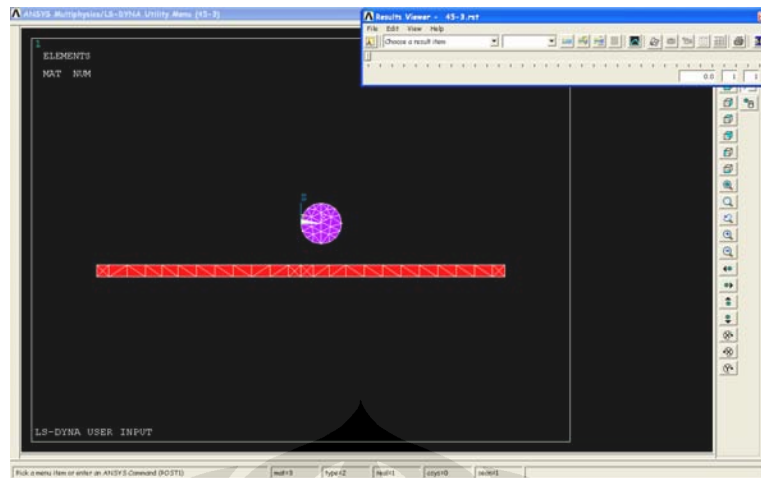 ANSYS Multiphysics/LS-DYNA Utility Menu (45-3)
Results Viewer - 45-3.rst
File Edit View Help
Choose a result item
0.0 1 1
1
ELEMENTS
MAT NUM
LS-DYNA USER INPUT
Pick a menu item or enter an ANSYS Command (POST1)
mat=3
type=2
real=1
csys=0
secn=1